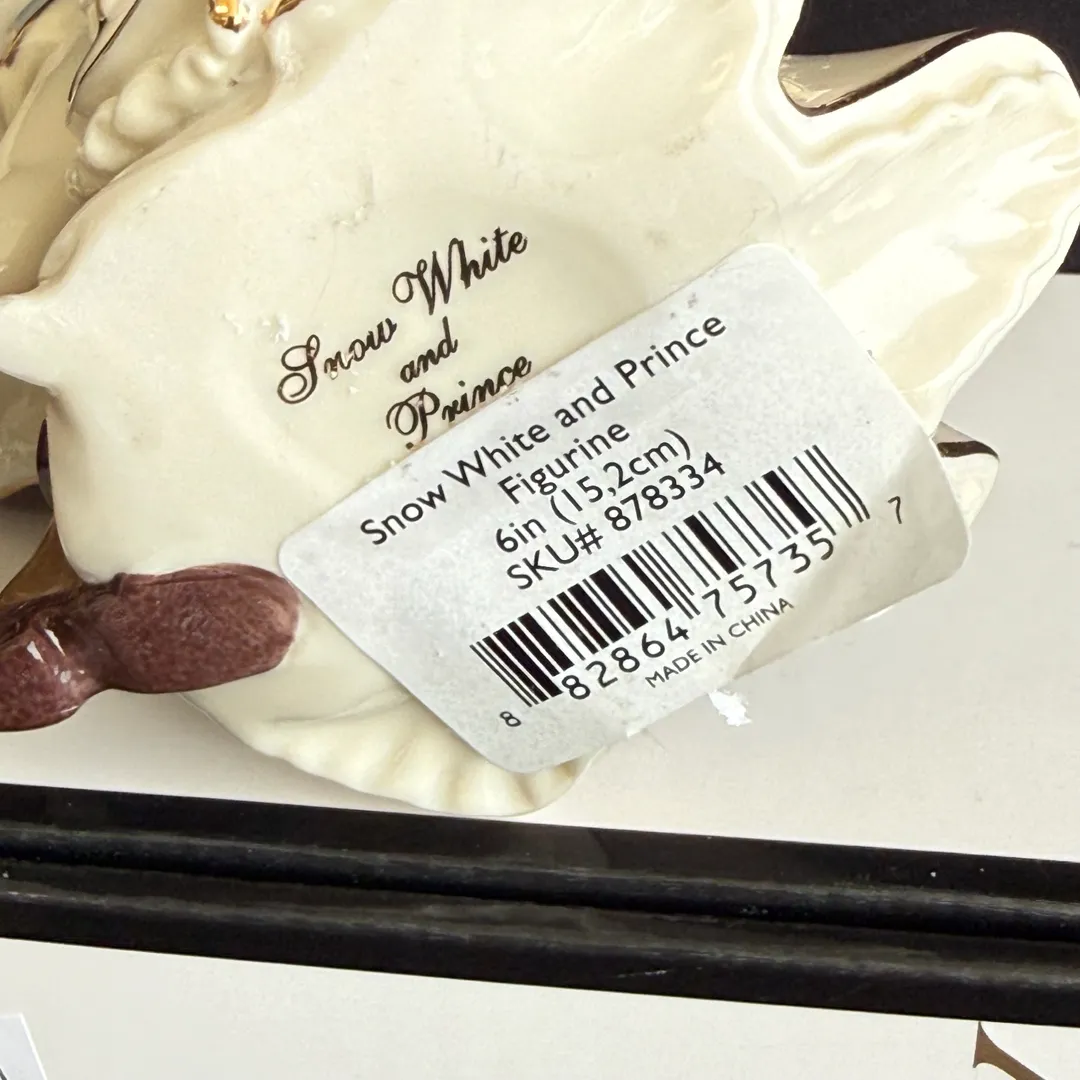 Snow White
and
Prince
Snow White and Prince
Figurine
6in (15,2cm)
SKU# 878334
8 82864 75735 7
MADE IN CHINA